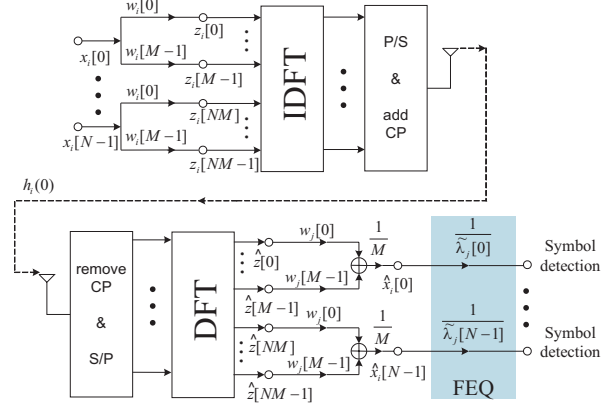 w_i[0]
z_i[0]
x_i[0]
w_i[M−1]
z_i[M−1]
w_i[0]
z_i[NM]
x_i[N−1]
w_i[M−1]
z_i[NM−1]
IDFT
P/S
&
add
CP
h_i(0)
remove
CP
&
S/P
DFT
ẑ[0]
w_j[0]
ẑ[M−1]
w_j[M−1]
1/M
x̂_i[0]
1/λ̃_j[0]
Symbol
detection
ẑ[NM]
w_j[0]
ẑ[NM−1]
w_j[M−1]
1/M
x̂_i[N−1]
1/λ̃_j[N−1]
Symbol
detection
FEQ